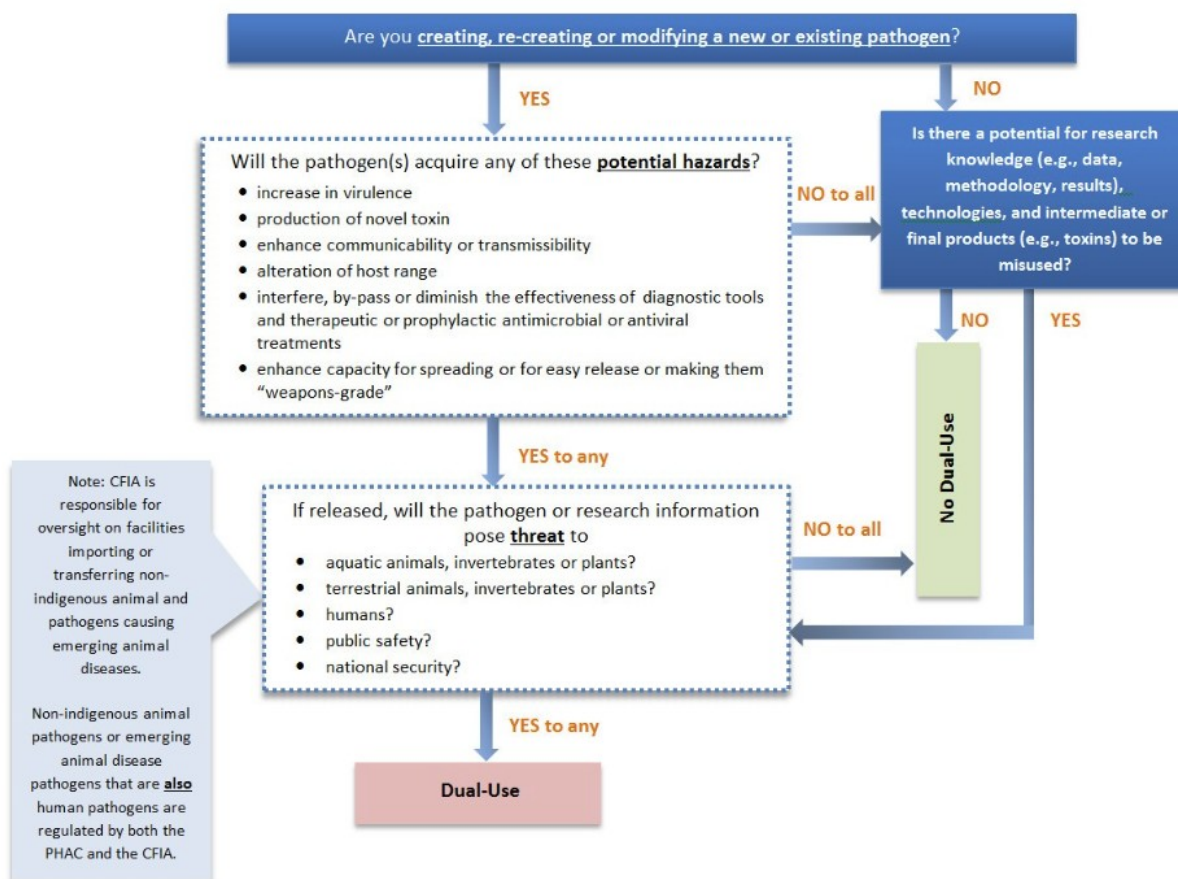 Are you creating, re-creating or modifying a new or existing pathogen?
YES
NO
Will the pathogen(s) acquire any of these potential hazards?
• increase in virulence
• production of novel toxin
• enhance communicability or transmissibility
• alteration of host range
• interfere, by-pass or diminish the effectiveness of diagnostic tools
and therapeutic or prophylactic antimicrobial or antiviral
treatments
• enhance capacity for spreading or for easy release or making them
“weapons-grade”
NO to all
Is there a potential for research
knowledge (e.g., data,
methodology, results),
technologies, and intermediate or
final products (e.g., toxins) to be
misused?
NO
YES
YES to any
If released, will the pathogen or research information
pose threat to
• aquatic animals, invertebrates or plants?
• terrestrial animals, invertebrates or plants?
• humans?
• public safety?
• national security?
NO to all
No Dual-Use
YES to any
Dual-Use
Note: CFIA is
responsible for
oversight on facilities
importing or
transferring non-
indigenous animal and
pathogens causing
emerging animal
diseases.
Non-indigenous animal
pathogens or emerging
animal disease
pathogens that are also
human pathogens are
regulated by both the
PHAC and the CFIA.